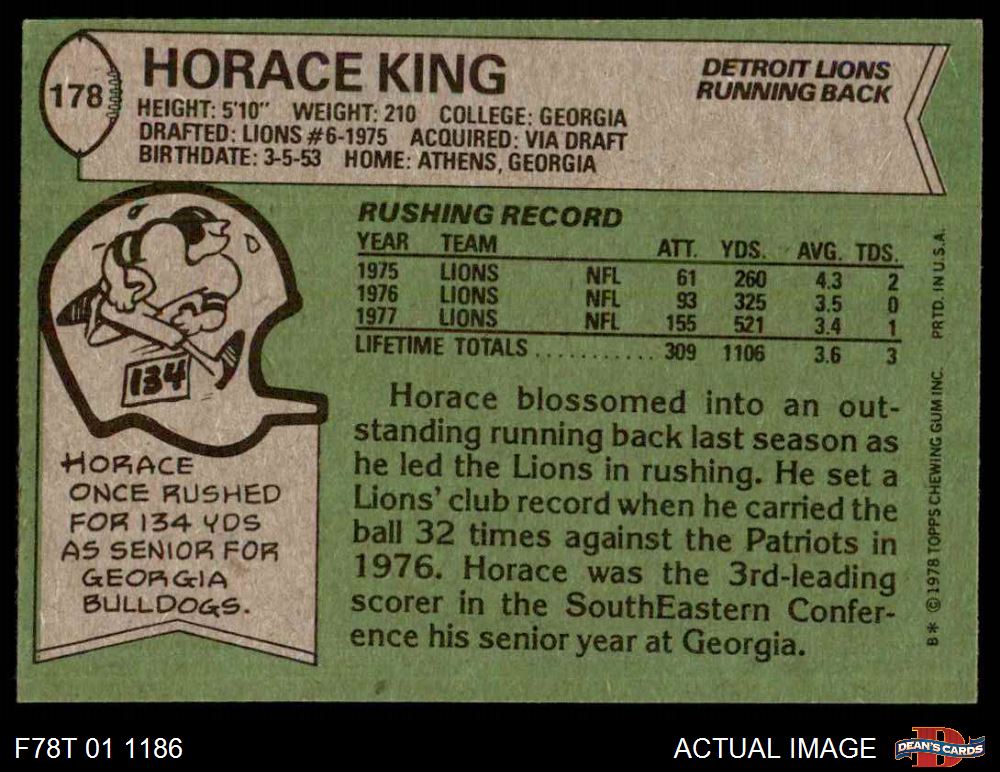 178
HORACE KING
DETROIT LIONS
RUNNING BACK
HEIGHT: 5'10" WEIGHT: 210 COLLEGE: GEORGIA
DRAFTED: LIONS #6-1975 ACQUIRED: VIA DRAFT
BIRTHDATE: 3-5-53 HOME: ATHENS, GEORGIA
134
HORACE
ONCE RUSHED
FOR 134 YDS
AS SENIOR FOR
GEORGIA
BULLDOGS.
RUSHING RECORD
YEAR TEAM ATT. YDS. AVG. TDS.
1975 LIONS NFL 61 260 4.3 2
1976 LIONS NFL 93 325 3.5 0
1977 LIONS NFL 155 521 3.4 1
LIFETIME TOTALS ........... 309 1106 3.6 3
Horace blossomed into an out-
standing running back last season as
he led the Lions in rushing. He set a
Lions' club record when he carried the
ball 32 times against the Patriots in
1976. Horace was the 3rd-leading
scorer in the SouthEastern Confer-
ence his senior year at Georgia.
B* © 1978 TOPPS CHEWING GUM INC. PRTD. IN U.S.A.
F78T 01 1186
ACTUAL IMAGE
D
DEAN'S CARDS